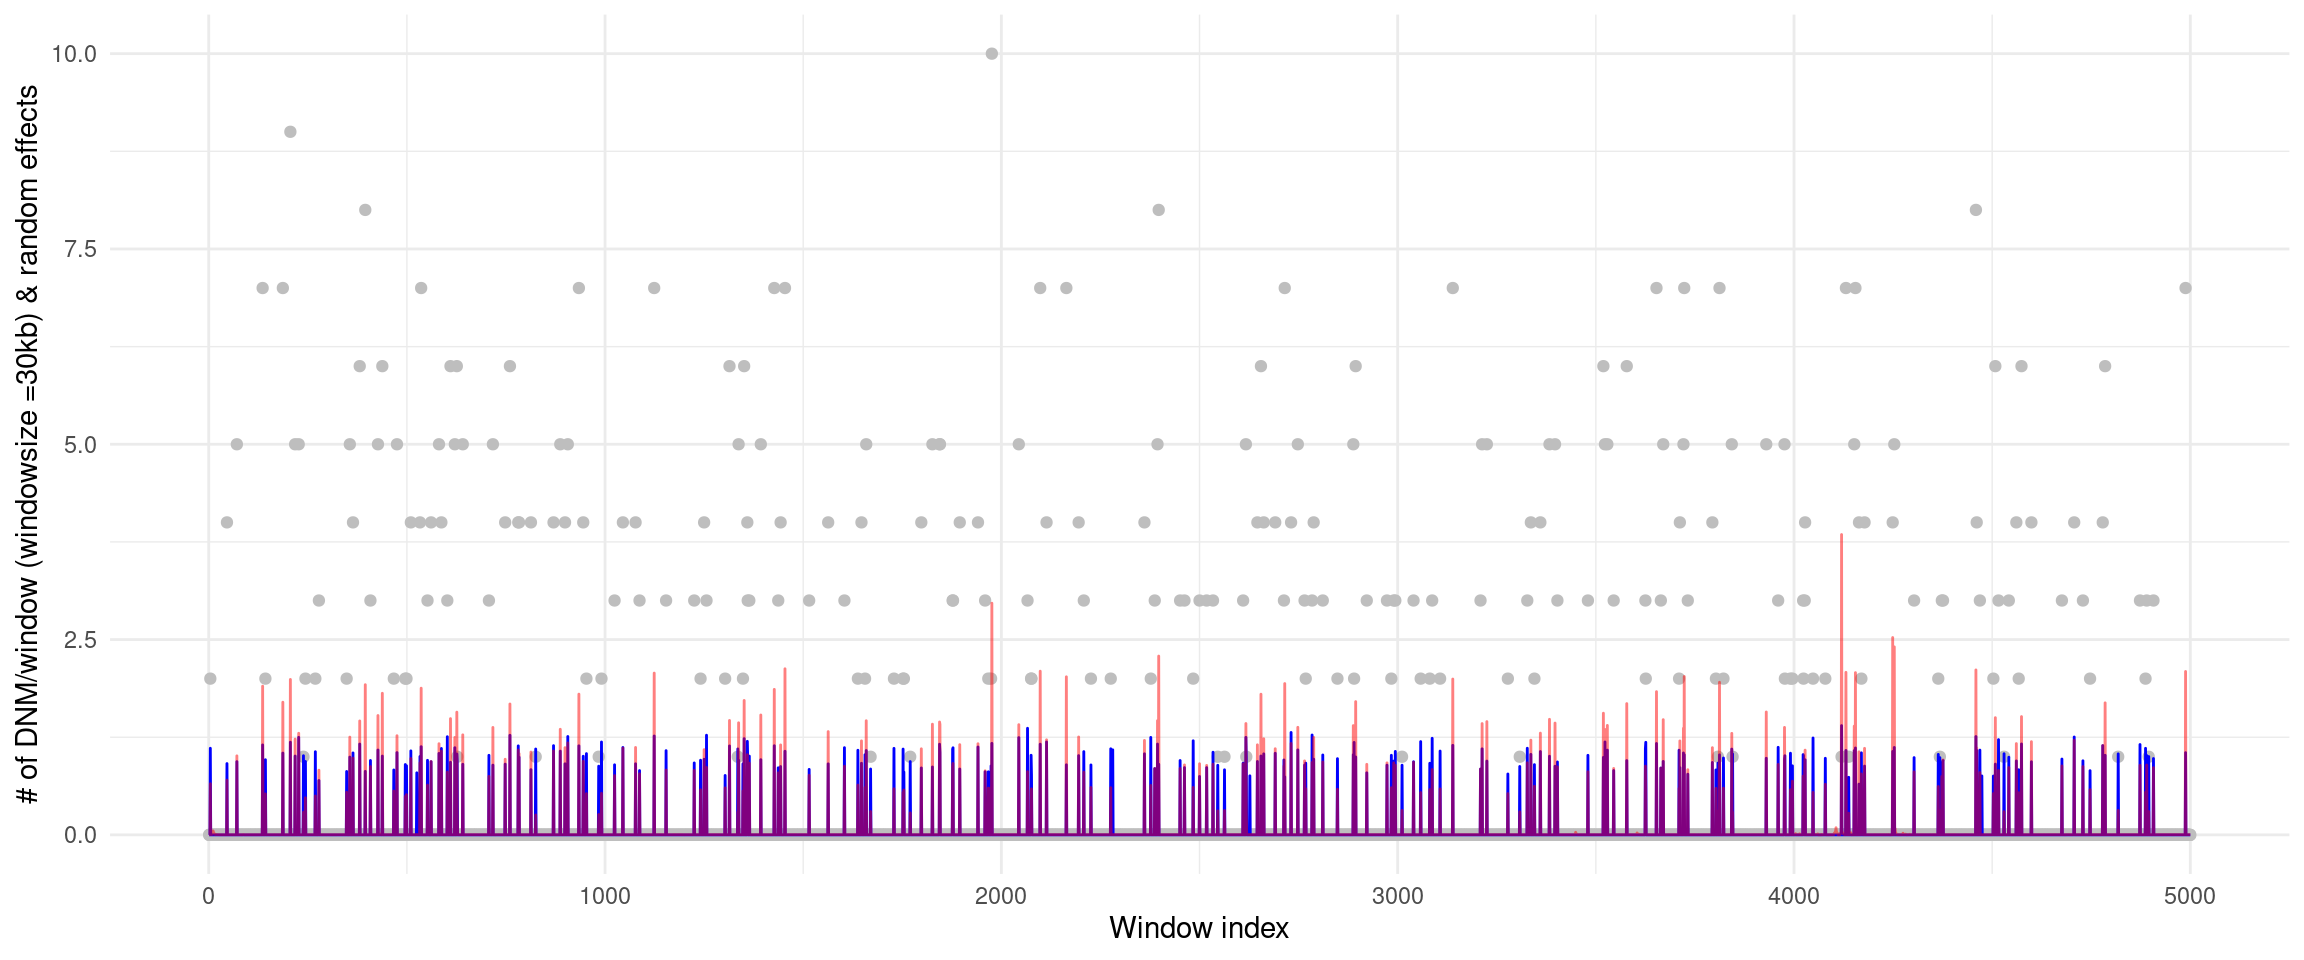 # of DNM/window (windowsize =30kb) & random effects
10.0
7.5
5.0
2.5
0.0
0 1000 2000 3000 4000 5000
Window index